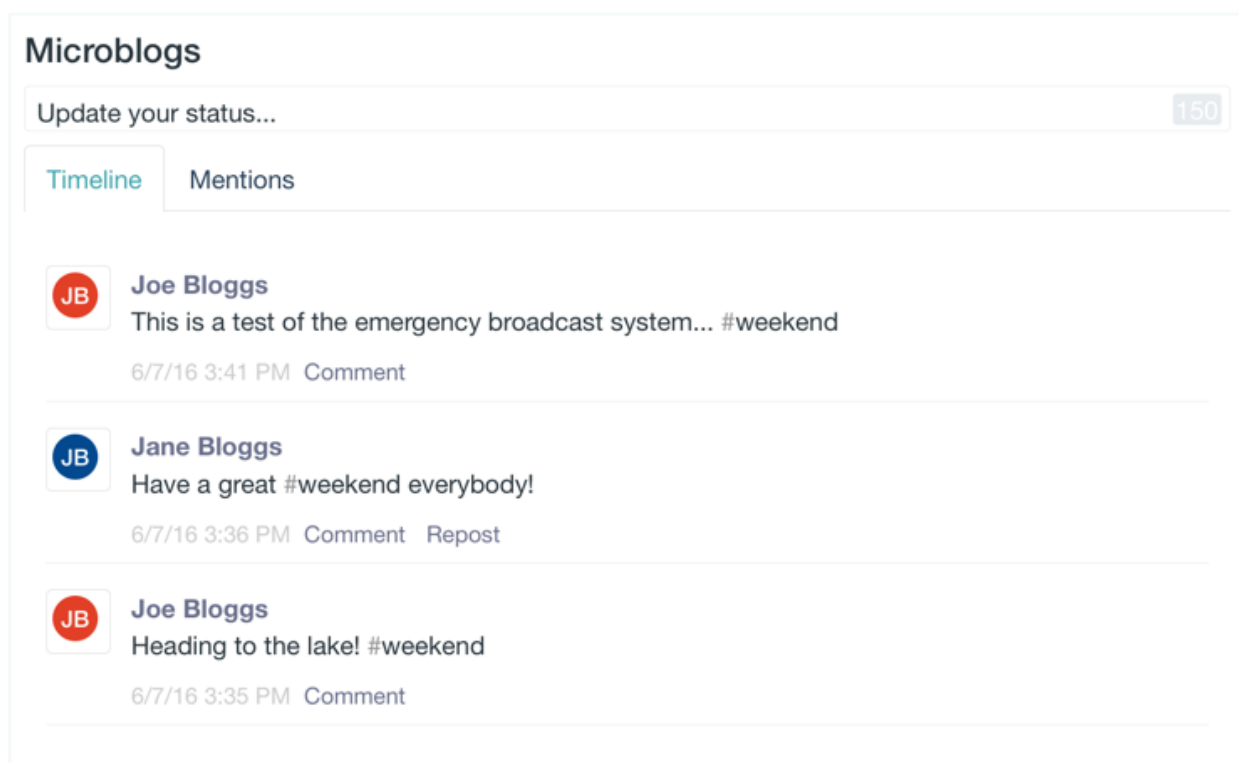 Microblogs
Update your status... 150
Timeline Mentions
JB Joe Bloggs
This is a test of the emergency broadcast system... #weekend
6/7/16 3:41 PM Comment
JB Jane Bloggs
Have a great #weekend everybody!
6/7/16 3:36 PM Comment Repost
JB Joe Bloggs
Heading to the lake! #weekend
6/7/16 3:35 PM Comment